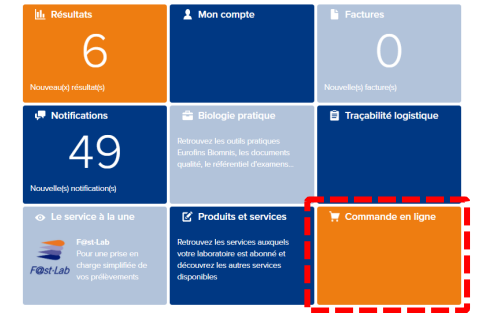 Résultats
6
Nouveau(x) résultat(s)
Mon compte
Factures
0
Nouvelle(s) facture(s)
Notifications
49
Nouvelle(s) notification(s)
Biologie pratique
Retrouvez les outils pratiques
Eurofins Biomnis, les documents
qualité, le référentiel d'examens...
Traçabilité logistique
Le service à la une
F@st-Lab
F@st-Lab
Pour une prise en
charge simplifiée de
vos prélèvements
Produits et services
Retrouvez les services auxquels
votre laboratoire est abonné et
découvrez les autres services
disponibles
Commande en ligne